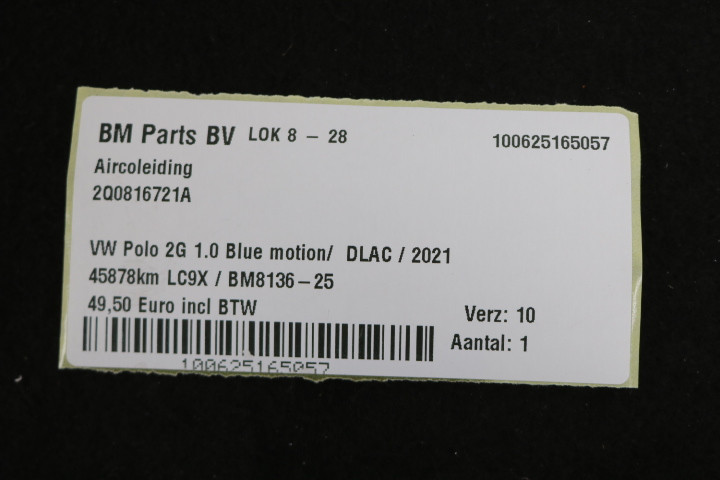 BM Parts BV LOK 8 – 28
100625165057
Aircoleiding
2Q0816721A
VW Polo 2G 1.0 Blue motion/ DLAC / 2021
45878km LC9X / BM8136–25
49,50 Euro incl BTW
Verz: 10
Aantal: 1
100625165057